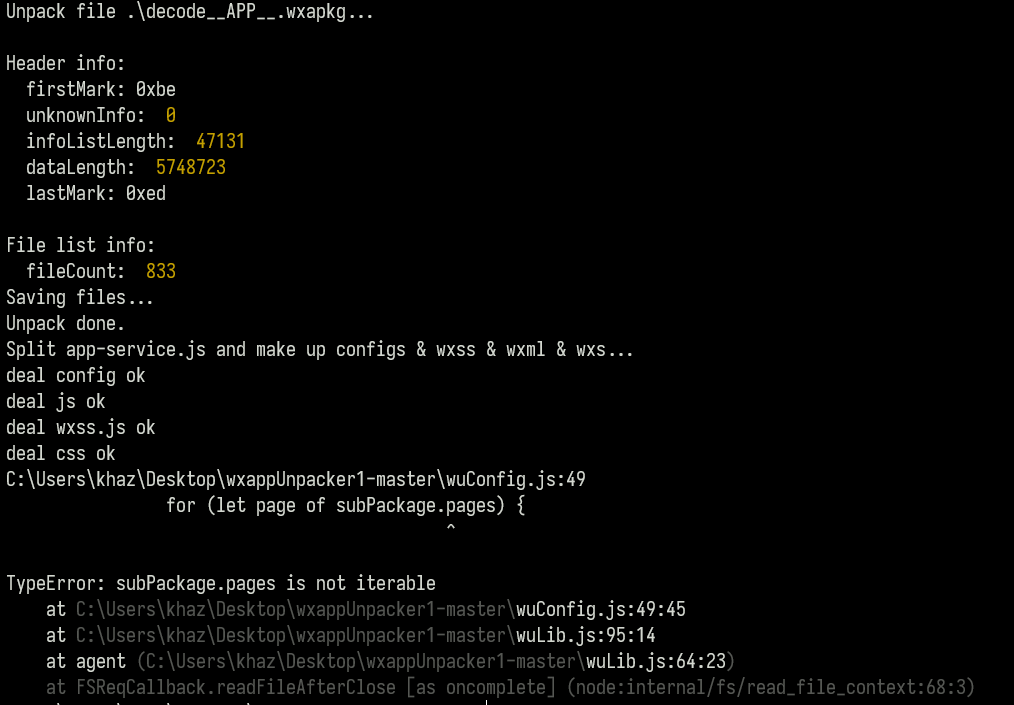 Unpack file .\decode__APP__.wxapkg...
Header info:
firstMark: 0xbe
unknownInfo: 0
infoListLength: 47131
dataLength: 5748723
lastMark: 0xed
File list info:
fileCount: 833
Saving files...
Unpack done.
Split app-service.js and make up configs & wxss & wxml & wxs...
deal config ok
deal js ok
deal wxss.js ok
deal css ok
C:\Users\khaz\Desktop\wxappUnpacker1-master\wuConfig.js:49
for (let page of subPackage.pages) {
^
TypeError: subPackage.pages is not iterable
at C:\Users\khaz\Desktop\wxappUnpacker1-master\wuConfig.js:49:45
at C:\Users\khaz\Desktop\wxappUnpacker1-master\wuLib.js:95:14
at agent (C:\Users\khaz\Desktop\wxappUnpacker1-master\wuLib.js:64:23)
at FSReqCallback.readFileAfterClose [as oncomplete] (node:internal/fs/read_file_context:68:3)